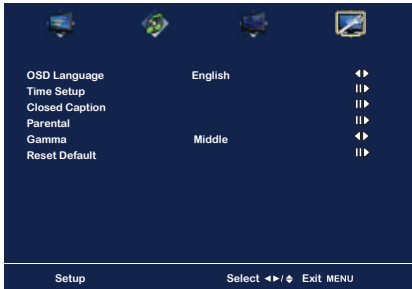 OSD Language English
Time Setup
Closed Caption
Parental
Gamma Middle
Reset Default
Setup Select ◄►/◆ Exit MENU